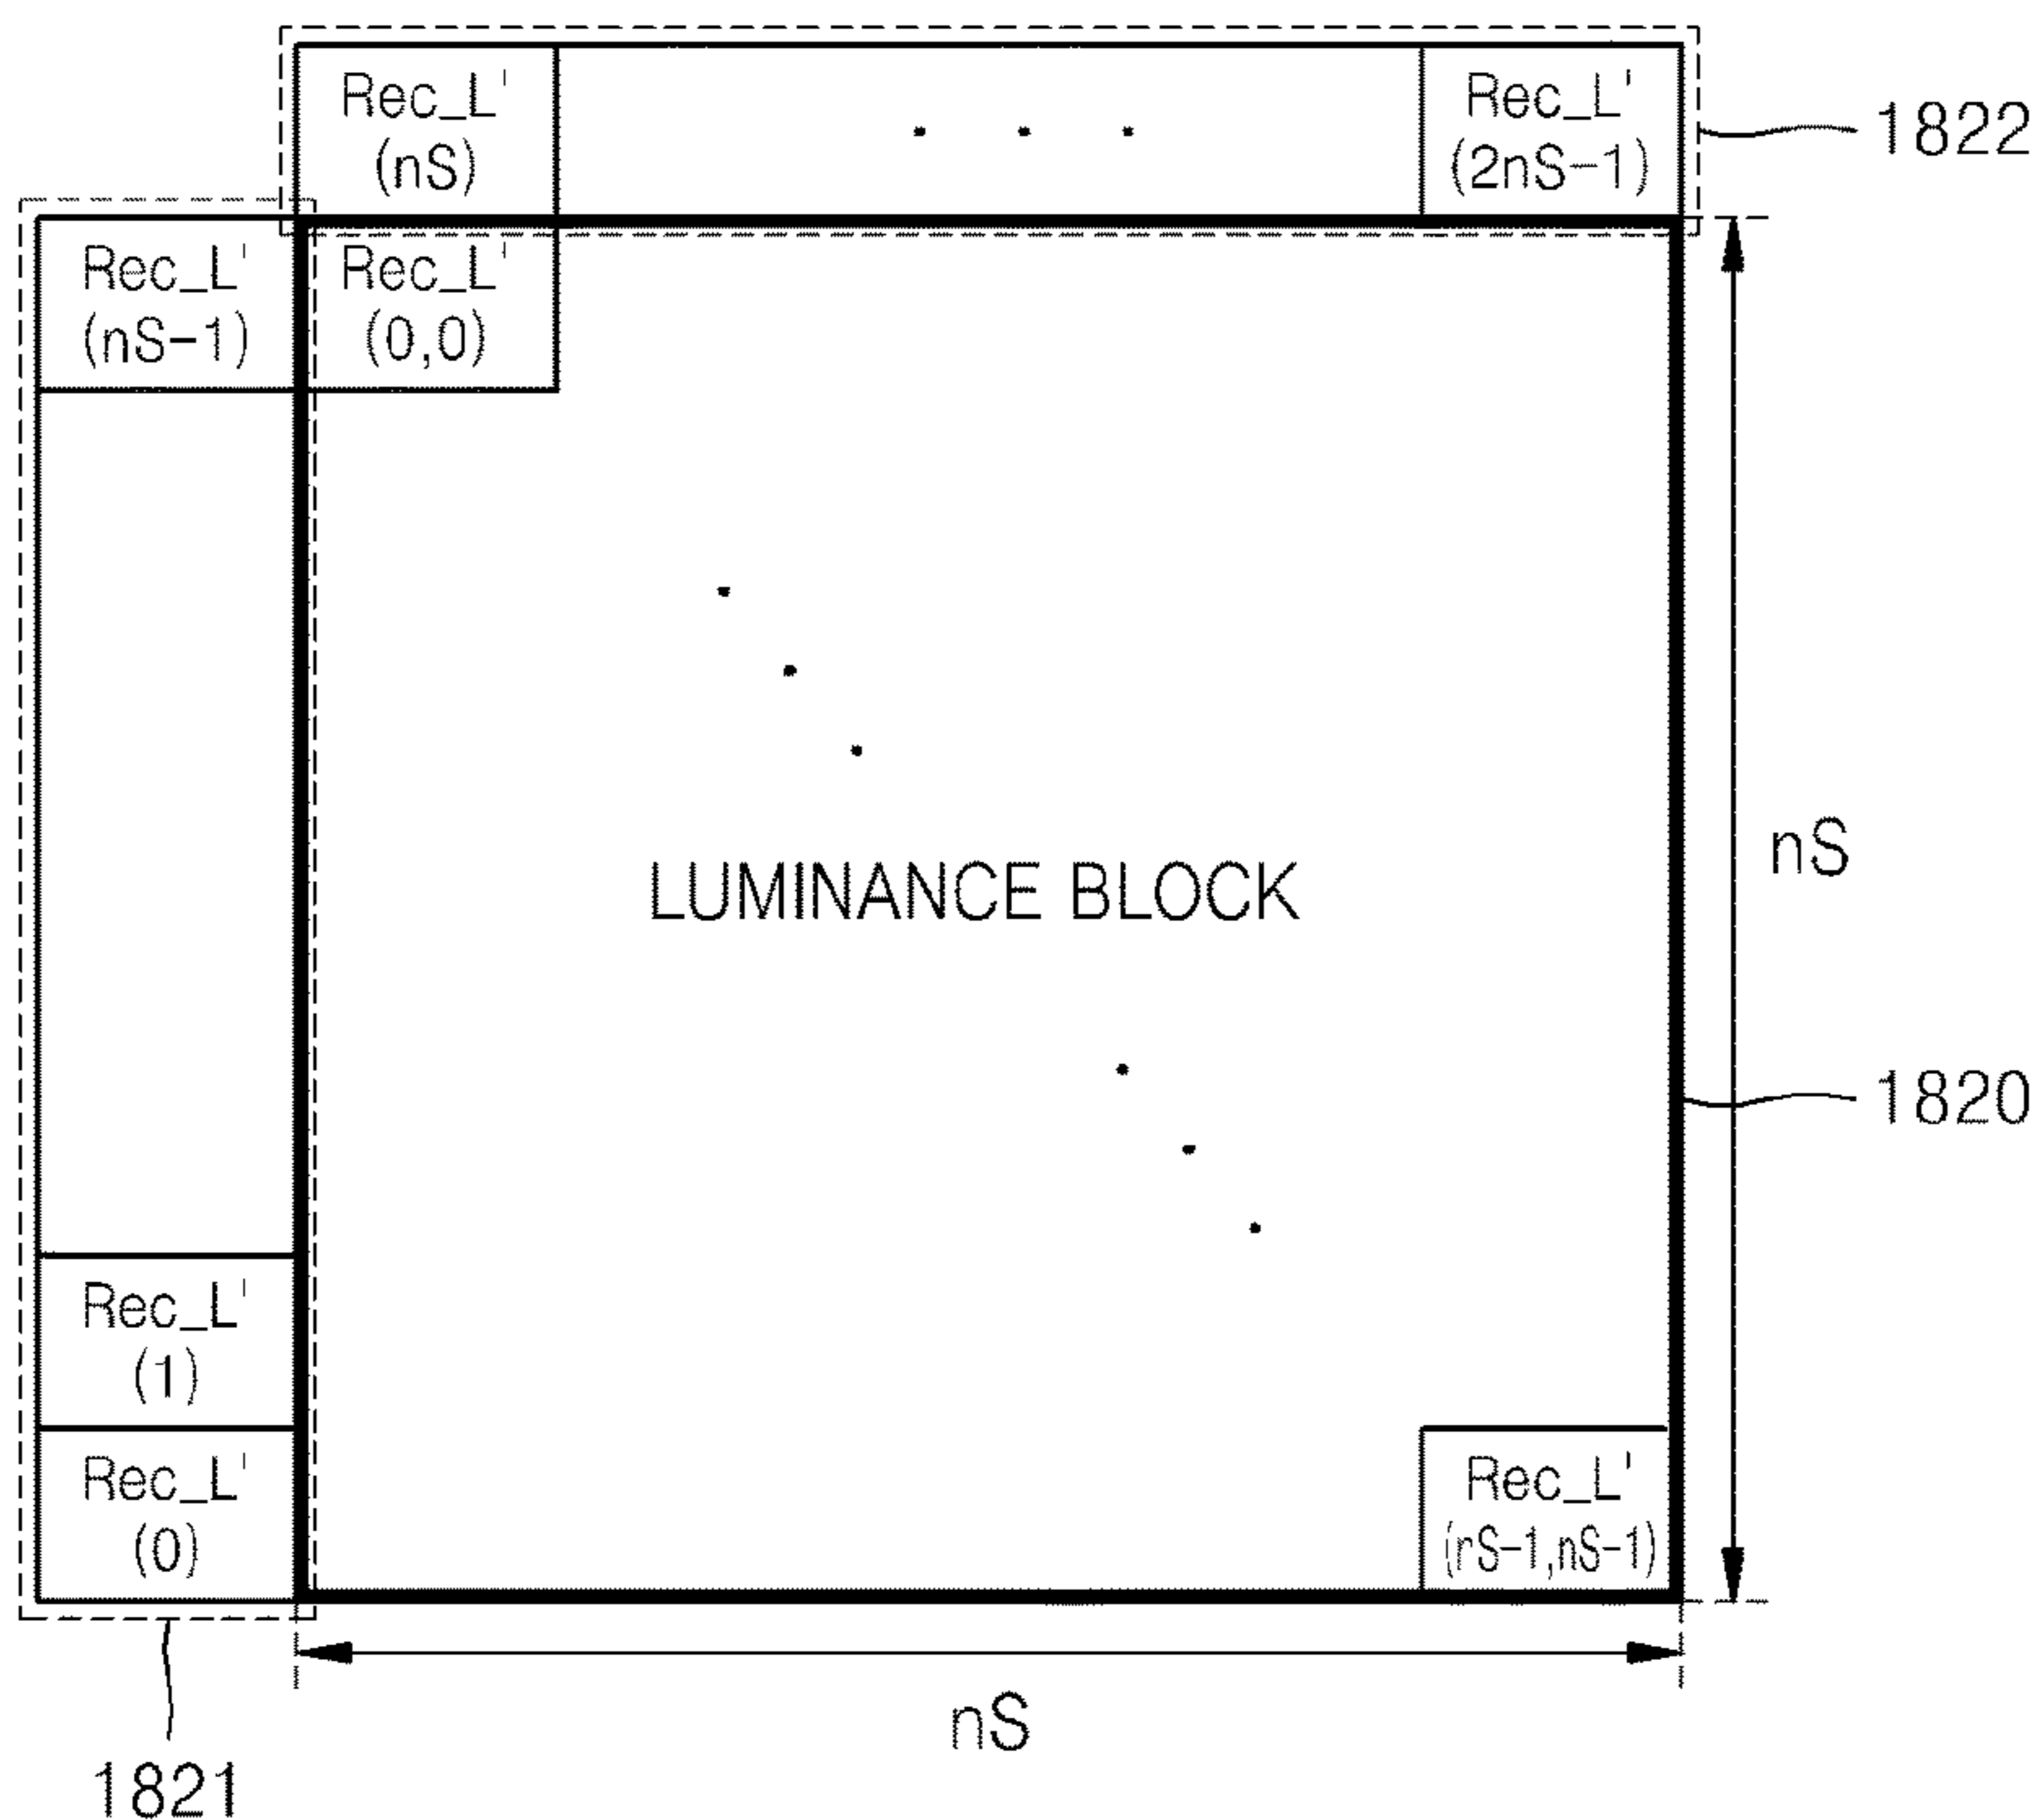 Rec_L'
(nS)
. . .
Rec_L'
(2nS-1)
1822
Rec_L'
(nS-1)
Rec_L'
(0,0)
LUMINANCE BLOCK
nS
1820
Rec_L'
(1)
Rec_L'
(0)
Rec_L'
(rS-1,nS-1)
nS
1821